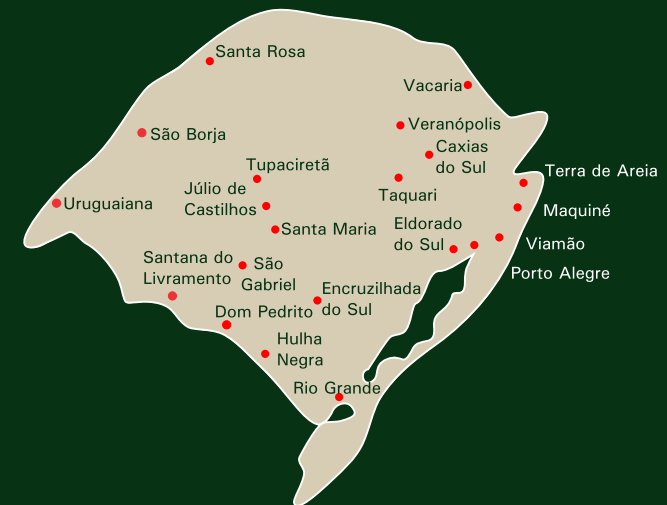 Santa Rosa
Vacaria
São Borja
Veranópolis
Caxias
do Sul
Tupaciretã
Terra de Areia
Júlio de
Castilhos
Taquari
Uruguaiana
Maquiné
Santa Maria
Eldorado
do Sul
Viamão
Santana do
Livramento
São
Gabriel
Porto Alegre
Encruzilhada
do Sul
Dom Pedrito
Hulha
Negra
Rio Grande